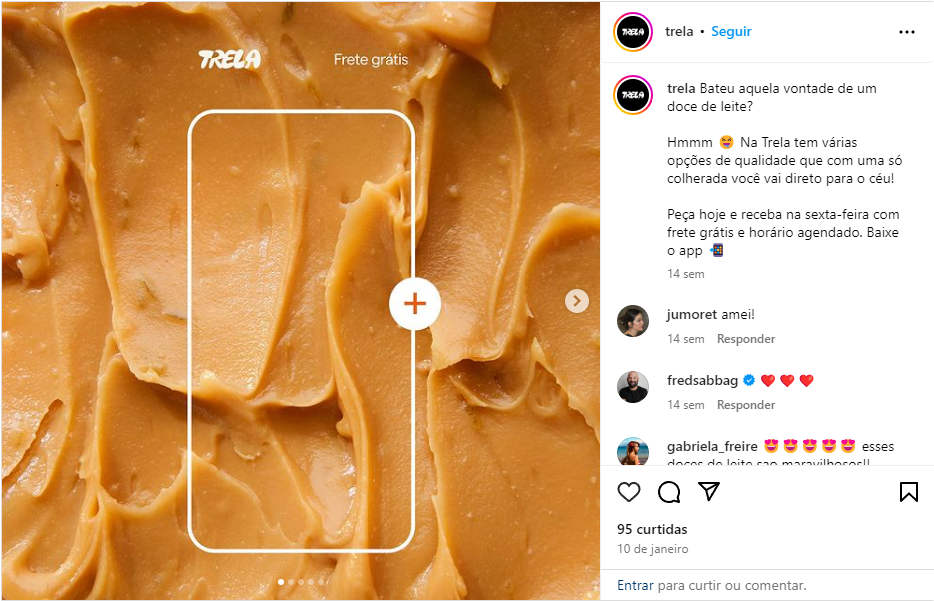 TRELA
Frete grátis
TRELA
trela • Seguir
TRELA
trela Bateu aquela vontade de um
doce de leite?
Hmmm 😆 Na Trela tem várias
opções de qualidade que com uma só
colherada você vai direto para o céu!
Peça hoje e receba na sexta-feira com
frete grátis e horário agendado. Baixe
o app 📲
14 sem
jumoret amei!
14 sem Responder
fredsabbag ❤️ ❤️ ❤️
14 sem Responder
gabriela_freire 😍 😍 😍 😍 😍 esses
doces de leite sao maravilhosos!!
95 curtidas
10 de janeiro
Entrar para curtir ou comentar.